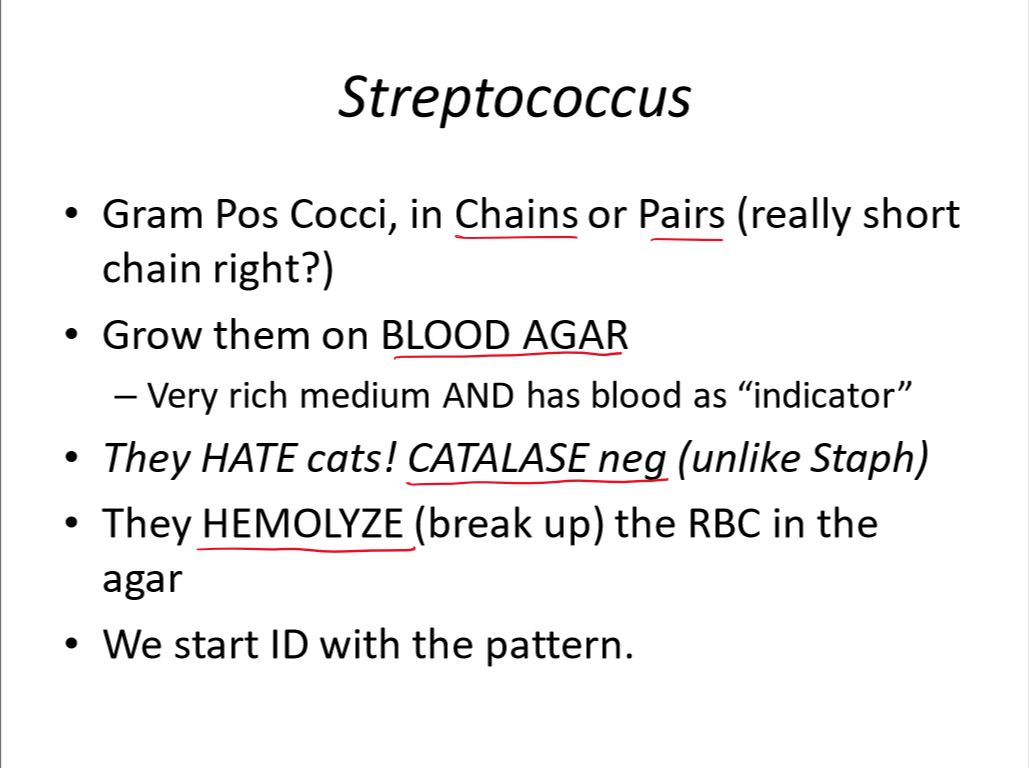 Streptococcus
• Gram Pos Cocci, in Chains or Pairs (really short
chain right?)
• Grow them on BLOOD AGAR
– Very rich medium AND has blood as “indicator”
• They HATE cats! CATALASE neg (unlike Staph)
• They HEMOLYZE (break up) the RBC in the
agar
• We start ID with the pattern.